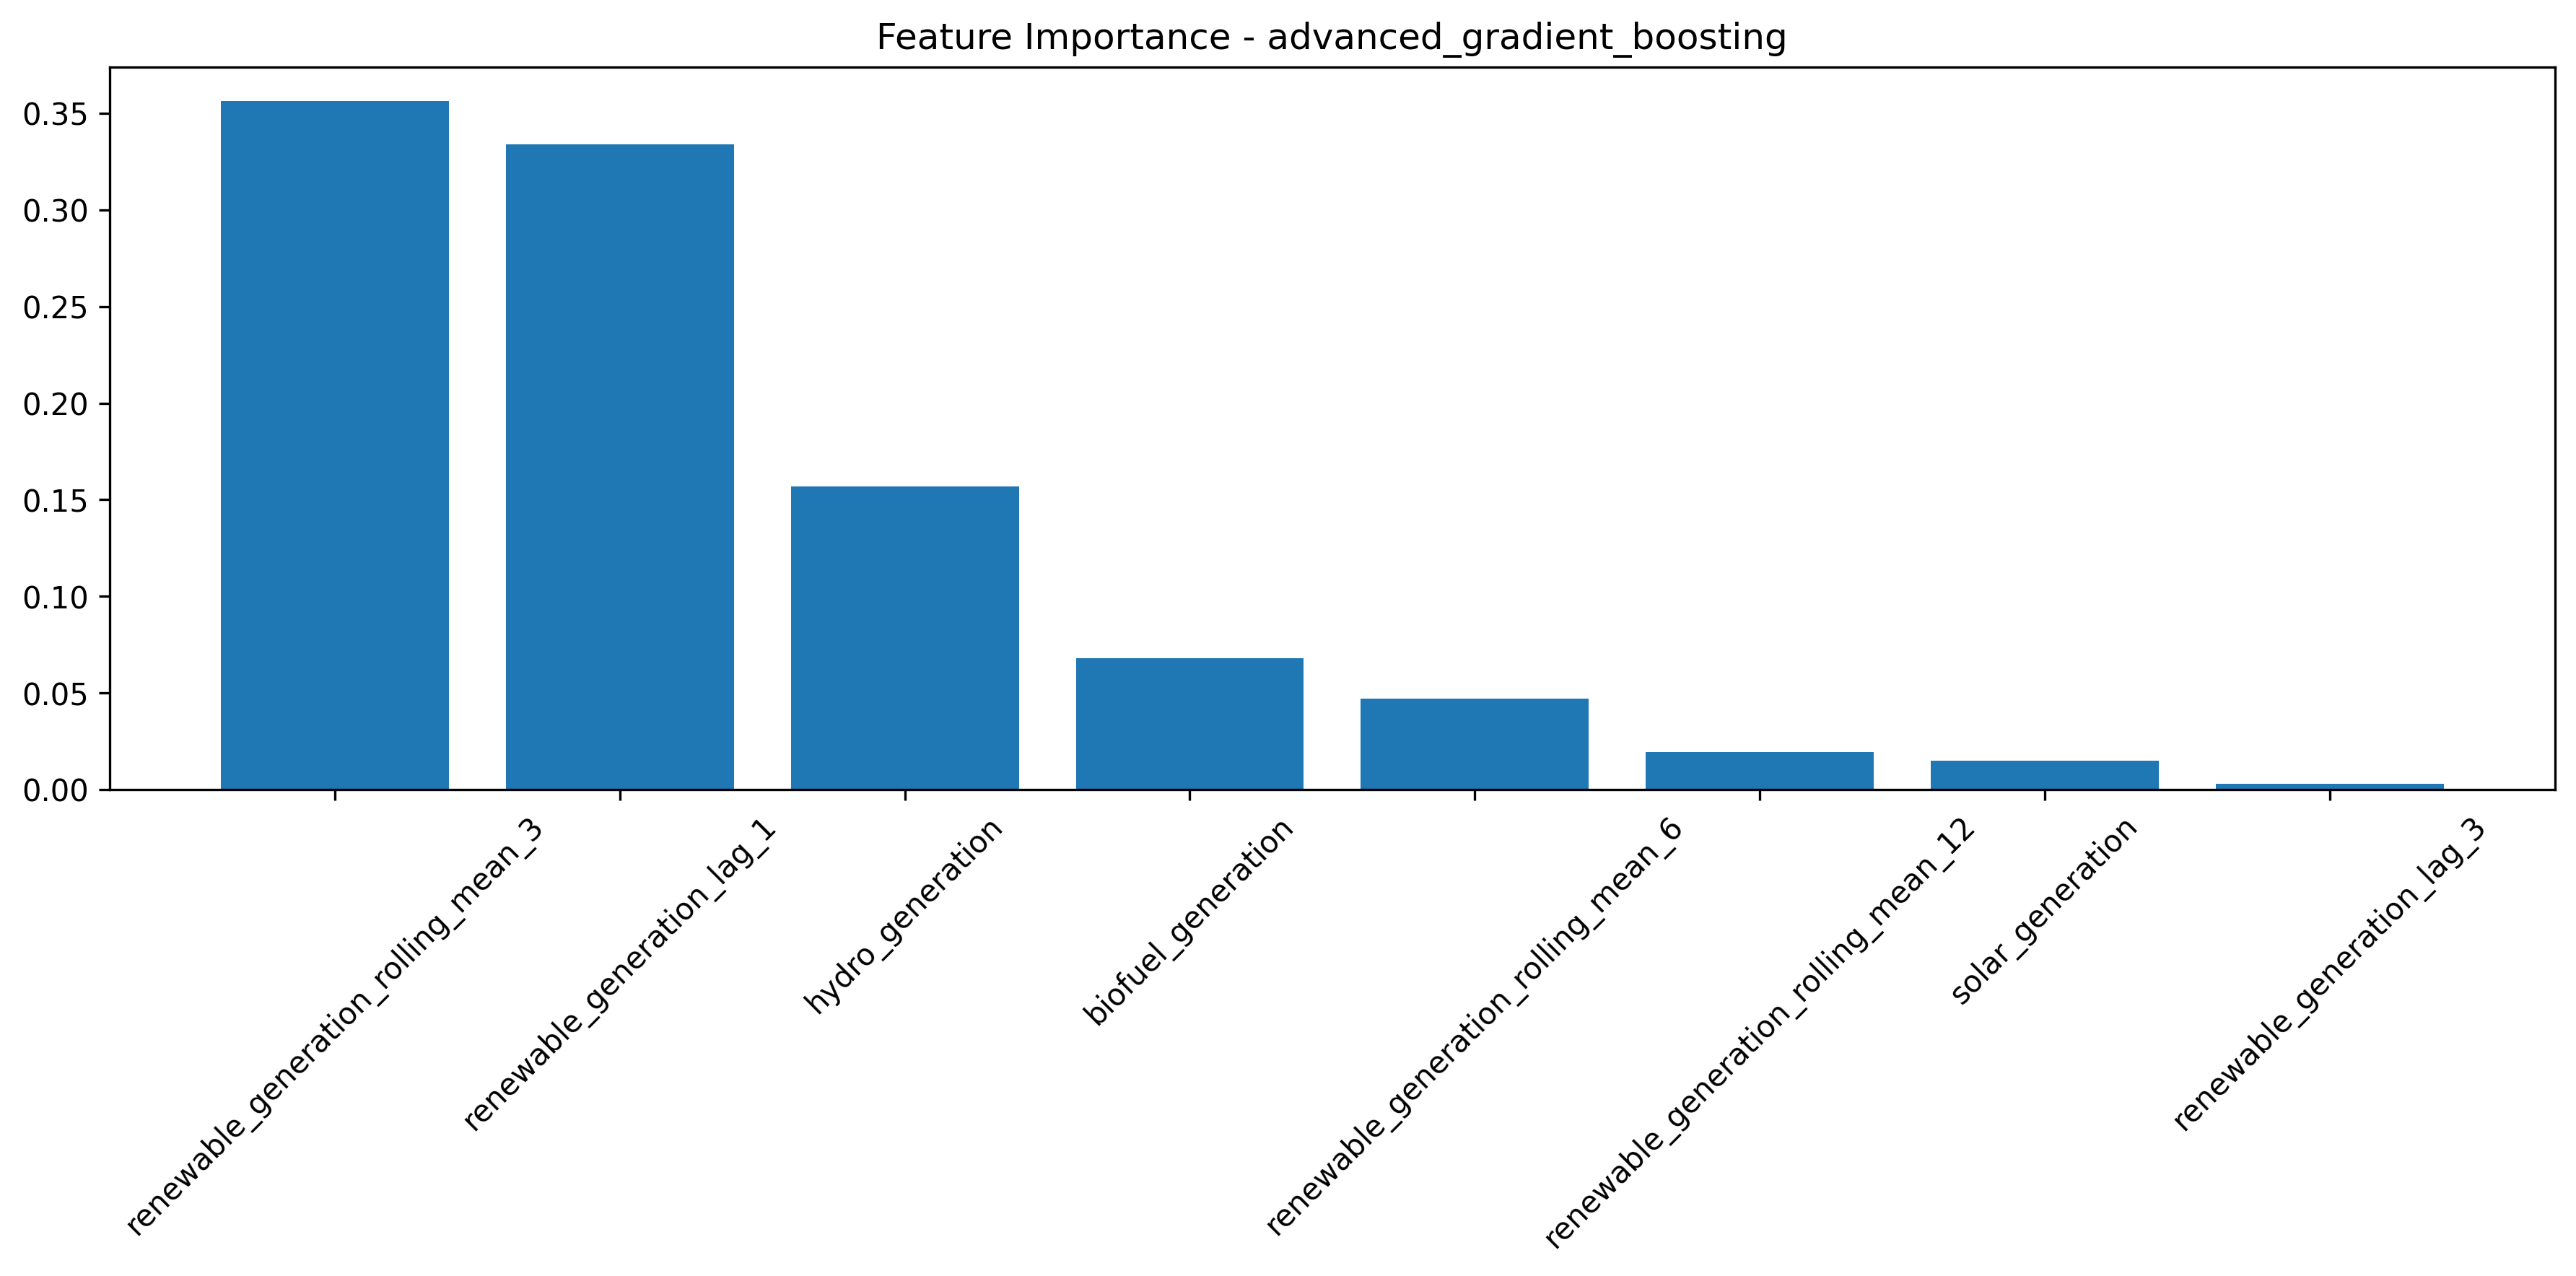 Feature Importance - advanced_gradient_boosting
0.35
0.30
0.25
0.20
0.15
0.10
0.05
0.00
renewable_generation_rolling_mean_3
renewable_generation_lag_1
hydro_generation
biofuel_generation
renewable_generation_rolling_mean_6
renewable_generation_rolling_mean_12
solar_generation
renewable_generation_lag_3